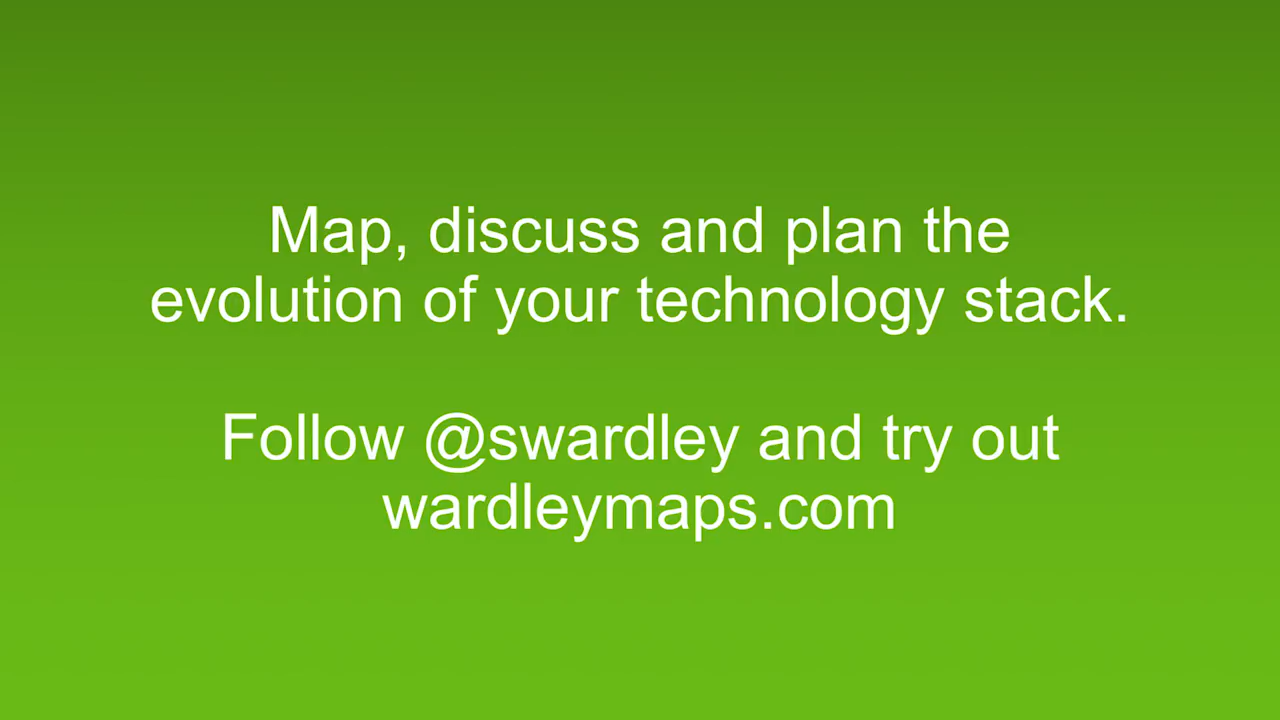 Map, discuss and plan the
evolution of your technology stack.
Follow @swardley and try out
wardleymaps.com